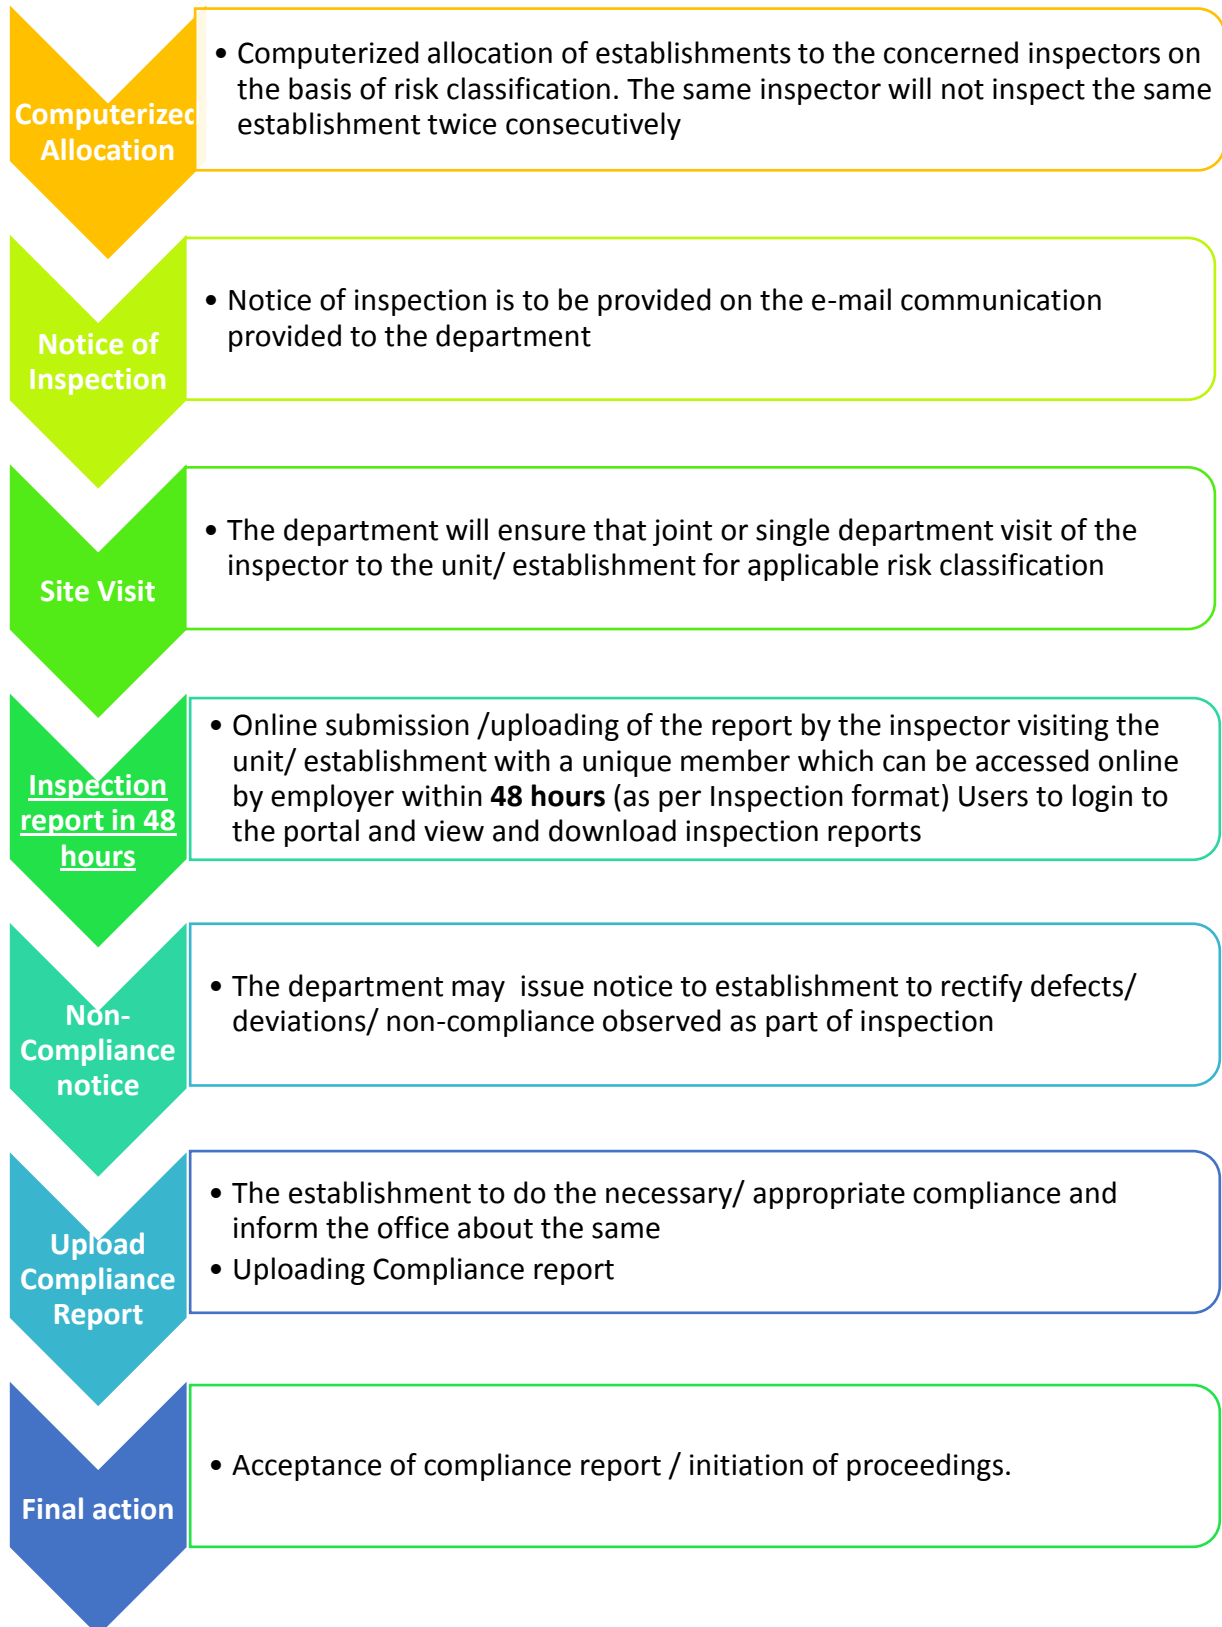 Computerized
Allocation
• Computerized allocation of establishments to the concerned inspectors on
the basis of risk classification. The same inspector will not inspect the same
establishment twice consecutively
Notice of
Inspection
• Notice of inspection is to be provided on the e-mail communication
provided to the department
Site Visit
• The department will ensure that joint or single department visit of the
inspector to the unit/ establishment for applicable risk classification
Inspection
report in 48
hours
• Online submission /uploading of the report by the inspector visiting the
unit/ establishment with a unique member which can be accessed online
by employer within 48 hours (as per Inspection format) Users to login to
the portal and view and download inspection reports
Non-
Compliance
notice
• The department may  issue notice to establishment to rectify defects/
deviations/ non-compliance observed as part of inspection
Upload
Compliance
Report
• The establishment to do the necessary/ appropriate compliance and
inform the office about the same
• Uploading Compliance report
Final action
• Acceptance of compliance report / initiation of proceedings.